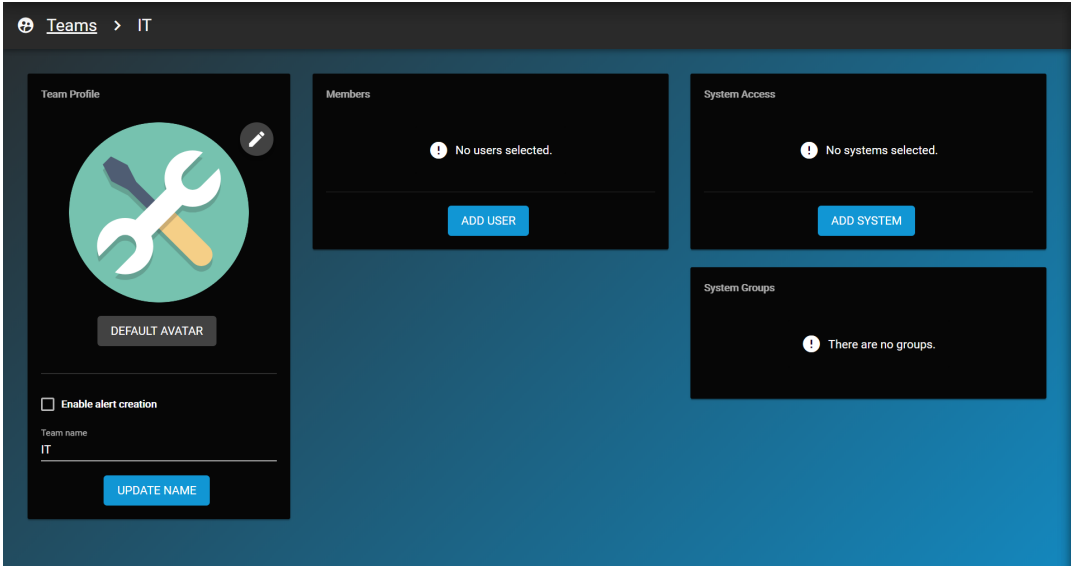 Teams > IT
Team Profile
DEFAULT AVATAR
Enable alert creation
Team name
IT
UPDATE NAME
Members
No users selected.
ADD USER
System Access
No systems selected.
ADD SYSTEM
System Groups
There are no groups.